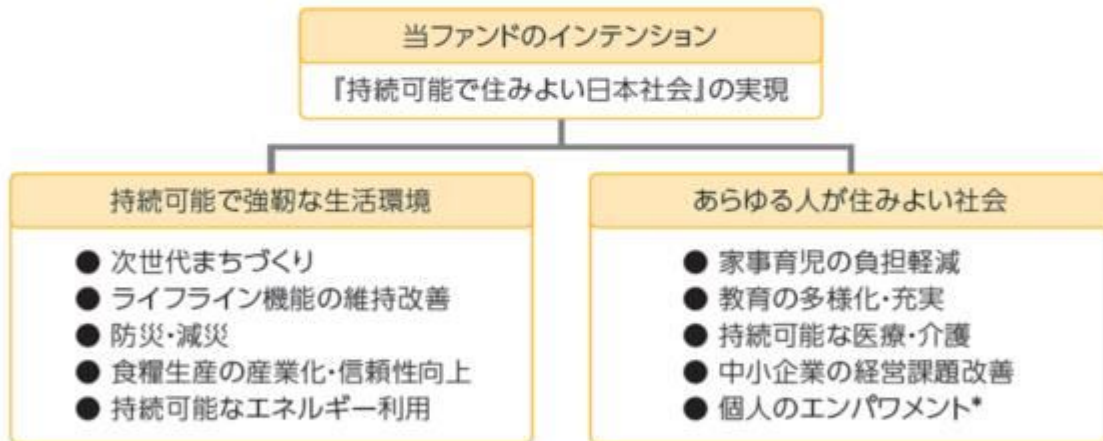 当ファンドのインテンション
『持続可能で住みよい日本社会』の実現
持続可能で強靭な生活環境
● 次世代まちづくり
● ライフライン機能の維持改善
● 防災・減災
● 食糧生産の産業化・信頼性向上
● 持続可能なエネルギー利用
あらゆる人が住みよい社会
● 家事育児の負担軽減
● 教育の多様化・充実
● 持続可能な医療・介護
● 中小企業の経営課題改善
● 個人のエンパワメント*